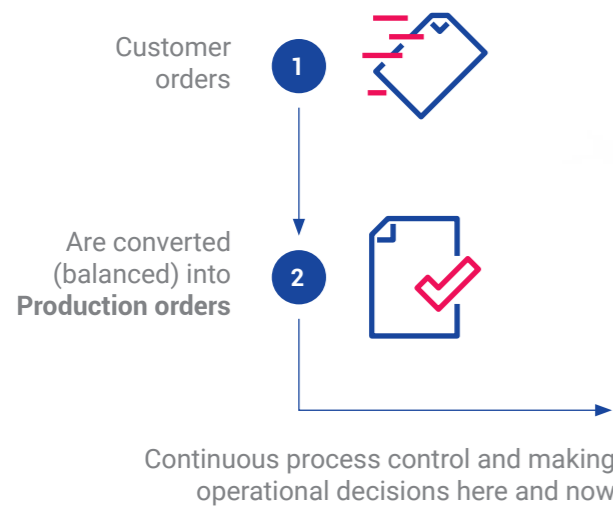 Customer
orders
1
Are converted
(balanced) into
Production orders
2
Continuous process control and making
operational decisions here and now